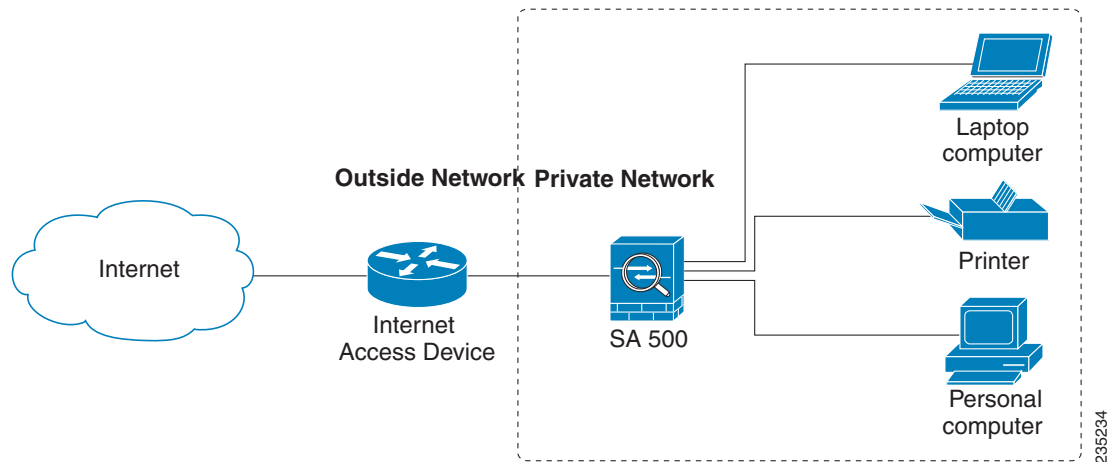 Outside Network Private Network
Internet
Internet
Access Device
SA 500
Laptop
computer
Printer
Personal
computer
235234